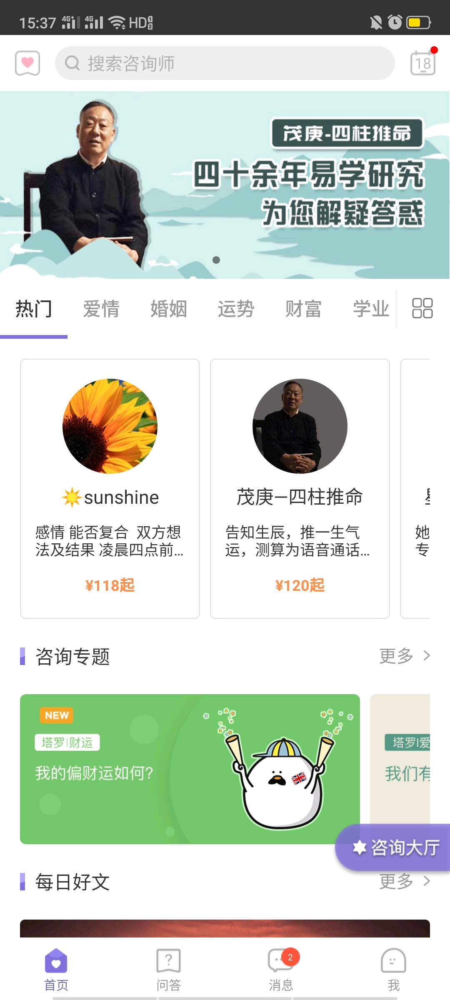 15:37 4G+ 4G HD 1 2
搜索咨询师
18
茂庚-四柱推命
四十余年易学研究
为您解疑答惑
热门 爱情 婚姻 运势 财富 学业
☀️sunshine
感情 能否复合 双方想
法及结果 凌晨四点前...
¥118起
茂庚—四柱推命
告知生辰，推一生气
运，测算为语音通话...
¥120起
她
专
咨询专题
更多 >
NEW
塔罗|财运
我的偏财运如何?
塔罗|爱
我们有
咨询大厅
每日好文
更多 >
首页
?
问答
2
消息
我